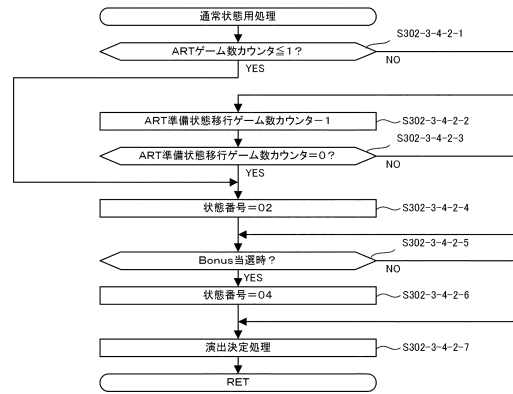 通常状態用処理
S302-3-4-2-1
ARTゲーム数カウンタ≦1?
NO
YES
ART準備状態移行ゲーム数カウンタ－1
S302-3-4-2-2
S302-3-4-2-3
ART準備状態移行ゲーム数カウンタ＝0?
NO
YES
状態番号＝02
S302-3-4-2-4
S302-3-4-2-5
Bonus当選時?
NO
YES
状態番号＝04
S302-3-4-2-6
演出決定処理
S302-3-4-2-7
RET